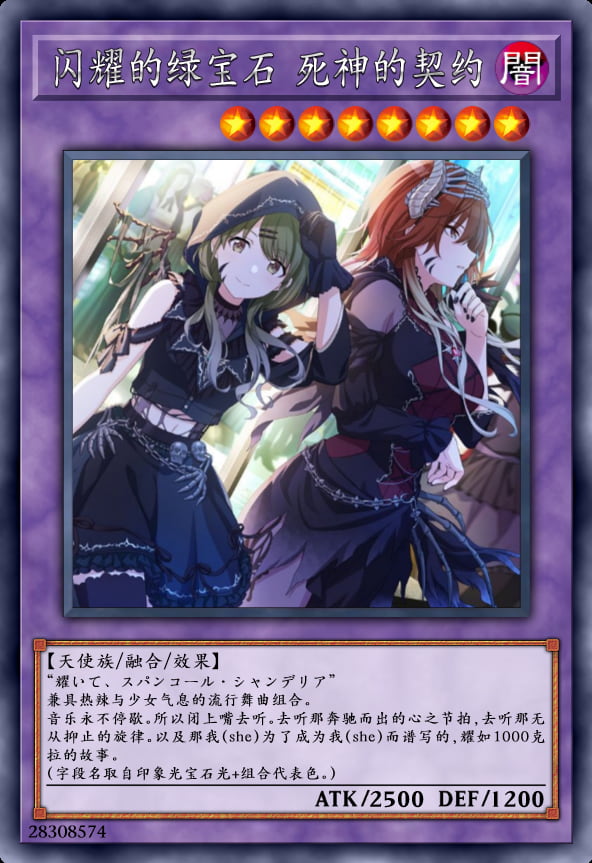 闪耀的绿宝石 死神的契约 闇
【天使族/融合/效果】
“耀いて、スパンコール・シャンデリア”
兼具热辣与少女气息的流行舞曲组合。
音乐永不停歇。所以闭上嘴去听。去听那奔驰而出的心之节拍,去听那无
从抑止的旋律。以及那我(she)为了成为我(she)而谱写的,耀如1000克
拉的故事。
(字段名取自印象光宝石光+组合代表色。)
ATK/2500 DEF/1200
28308574